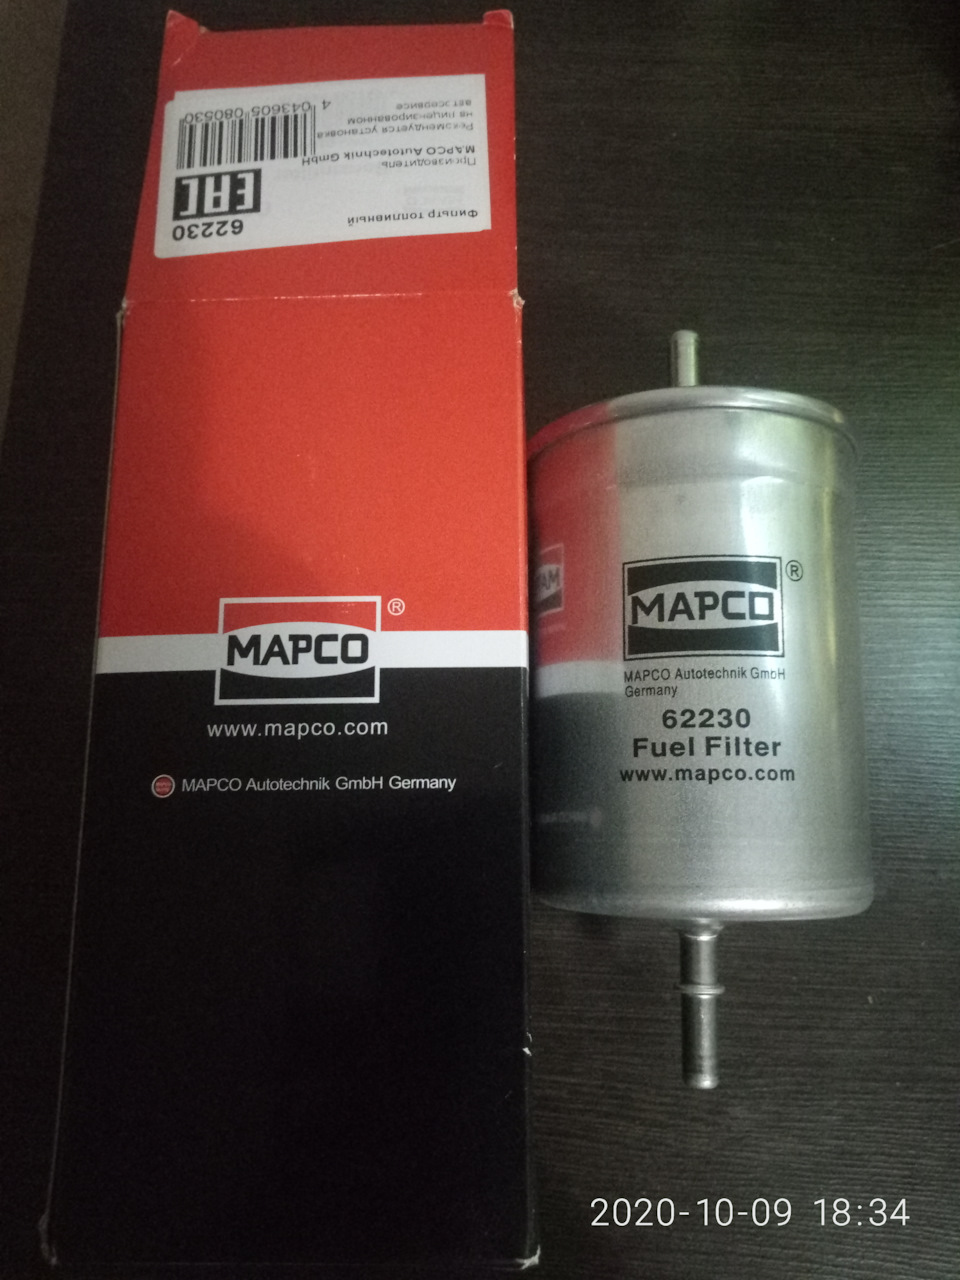 Фильтр топливный
62230
EAC
Производитель:
MAPCO Autotechnik GmbH
Рекомендуется установка
на лицензированном
автосервисе
4 043605 080530
MAPCO®
www.mapco.com
MAPCO Autotechnik GmbH Germany
MAPCO®
MAPCO Autotechnik GmbH
Germany
62230
Fuel Filter
www.mapco.com
2020-10-09 18:34